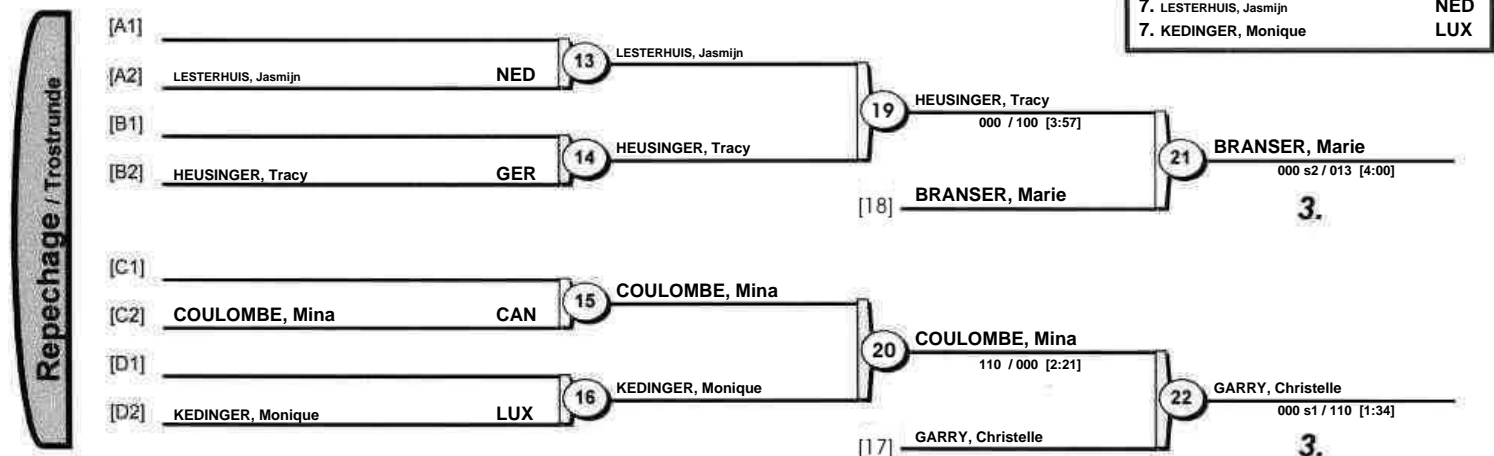 7. LESTERHUIS, Jasmijn NED
7. KEDINGER, Monique LUX
Repechage / Trostrunde
[A1]
[A2] LESTERHUIS, Jasmijn NED
13
LESTERHUIS, Jasmijn
[B1]
[B2] HEUSINGER, Tracy GER
14
HEUSINGER, Tracy
19
HEUSINGER, Tracy
000 / 100 [3:57]
[18] BRANSER, Marie
21
BRANSER, Marie
000 s2 / 013 [4:00]
3.
[C1]
[C2] COULOMBE, Mina CAN
15
COULOMBE, Mina
[D1]
[D2] KEDINGER, Monique LUX
16
KEDINGER, Monique
20
COULOMBE, Mina
110 / 000 [2:21]
[17] GARRY, Christelle
22
GARRY, Christelle
000 s1 / 110 [1:34]
3.